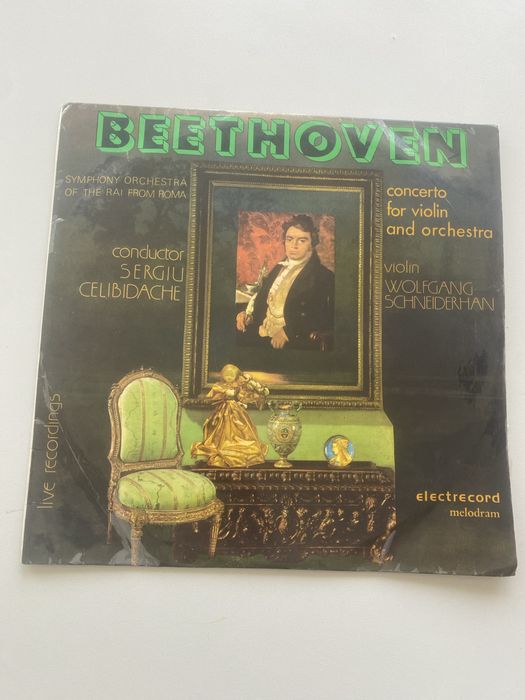 BEETHOVEN
SYMPHONY ORCHESTRA
OF THE RAI FROM ROMA
conductor
SERGIU
CELIBIDACHE
concerto
for violin
and orchestra
violin
WOLFGANG
SCHNEIDERHAN
live recordings
electrecord
melodram